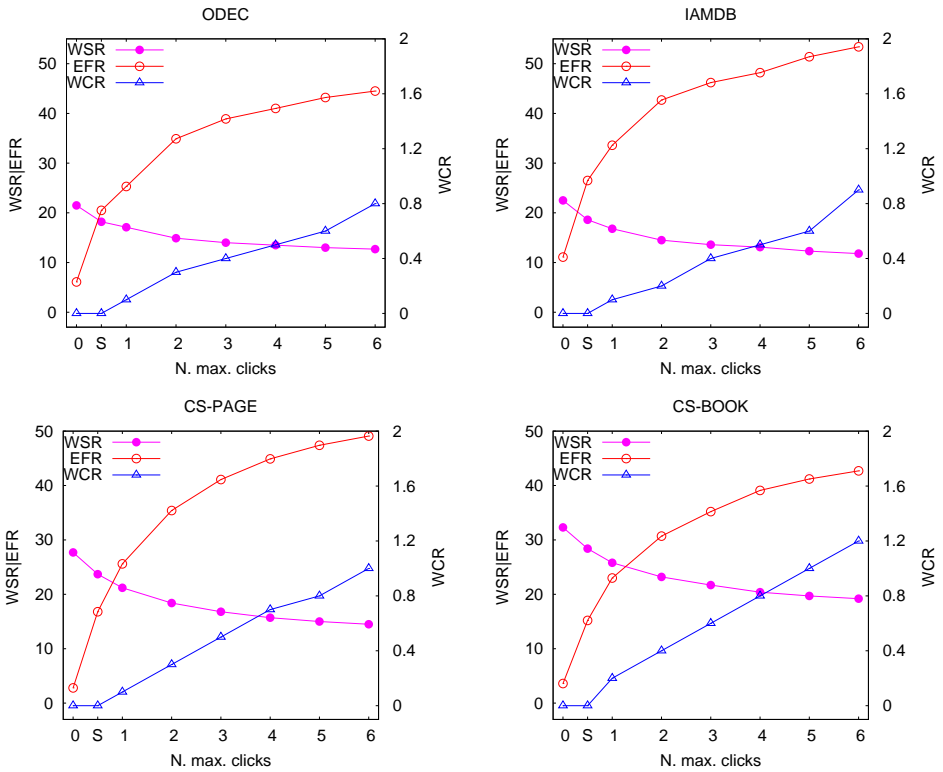 ODEC
WSR
EFR
WCR
50
40
30
20
10
0
2
1.6
1.2
0.8
0.4
0
WSR|EFR
WCR
0 S 1 2 3 4 5 6
N. max. clicks
IAMDB
WSR
EFR
WCR
50
40
30
20
10
0
2
1.6
1.2
0.8
0.4
0
WSR|EFR
WCR
0 S 1 2 3 4 5 6
N. max. clicks
CS-PAGE
WSR
EFR
WCR
50
40
30
20
10
0
2
1.6
1.2
0.8
0.4
0
WSR|EFR
WCR
0 S 1 2 3 4 5 6
N. max. clicks
CS-BOOK
WSR
EFR
WCR
50
40
30
20
10
0
2
1.6
1.2
0.8
0.4
0
WSR|EFR
WCR
0 S 1 2 3 4 5 6
N. max. clicks